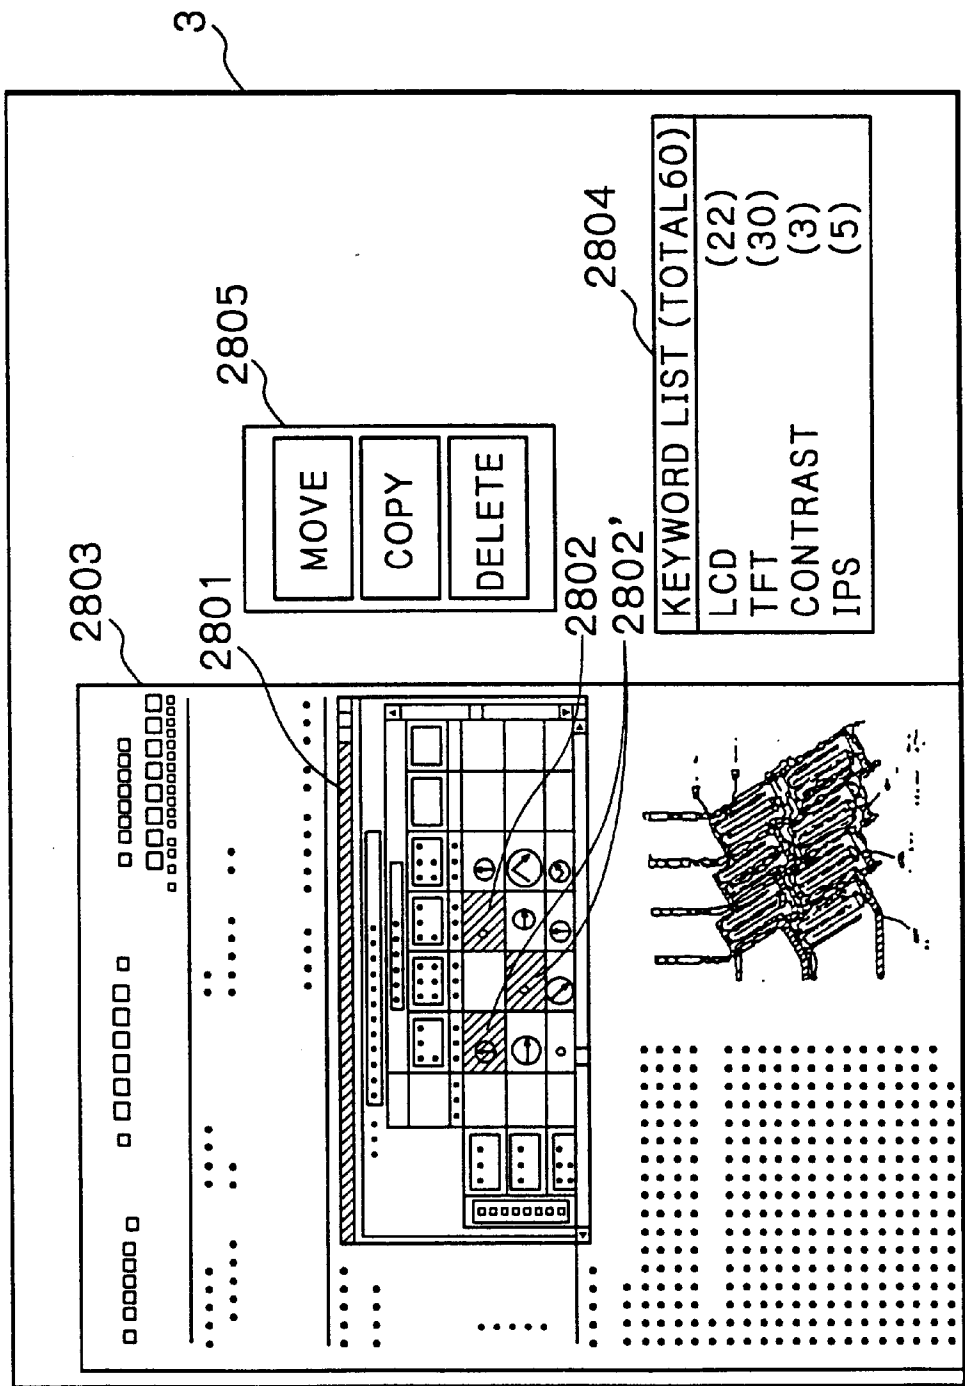 3
2803
2801
2805
MOVE
COPY
DELETE
2802
2802'
2804
KEYWORD LIST (TOTAL60)
LCD (22)
TFT (30)
CONTRAST (3)
IPS (5)